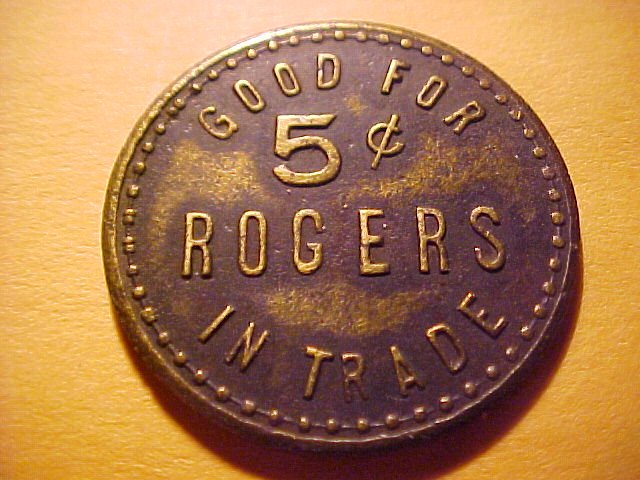 GOOD FOR
5¢
ROGERS
IN TRADE